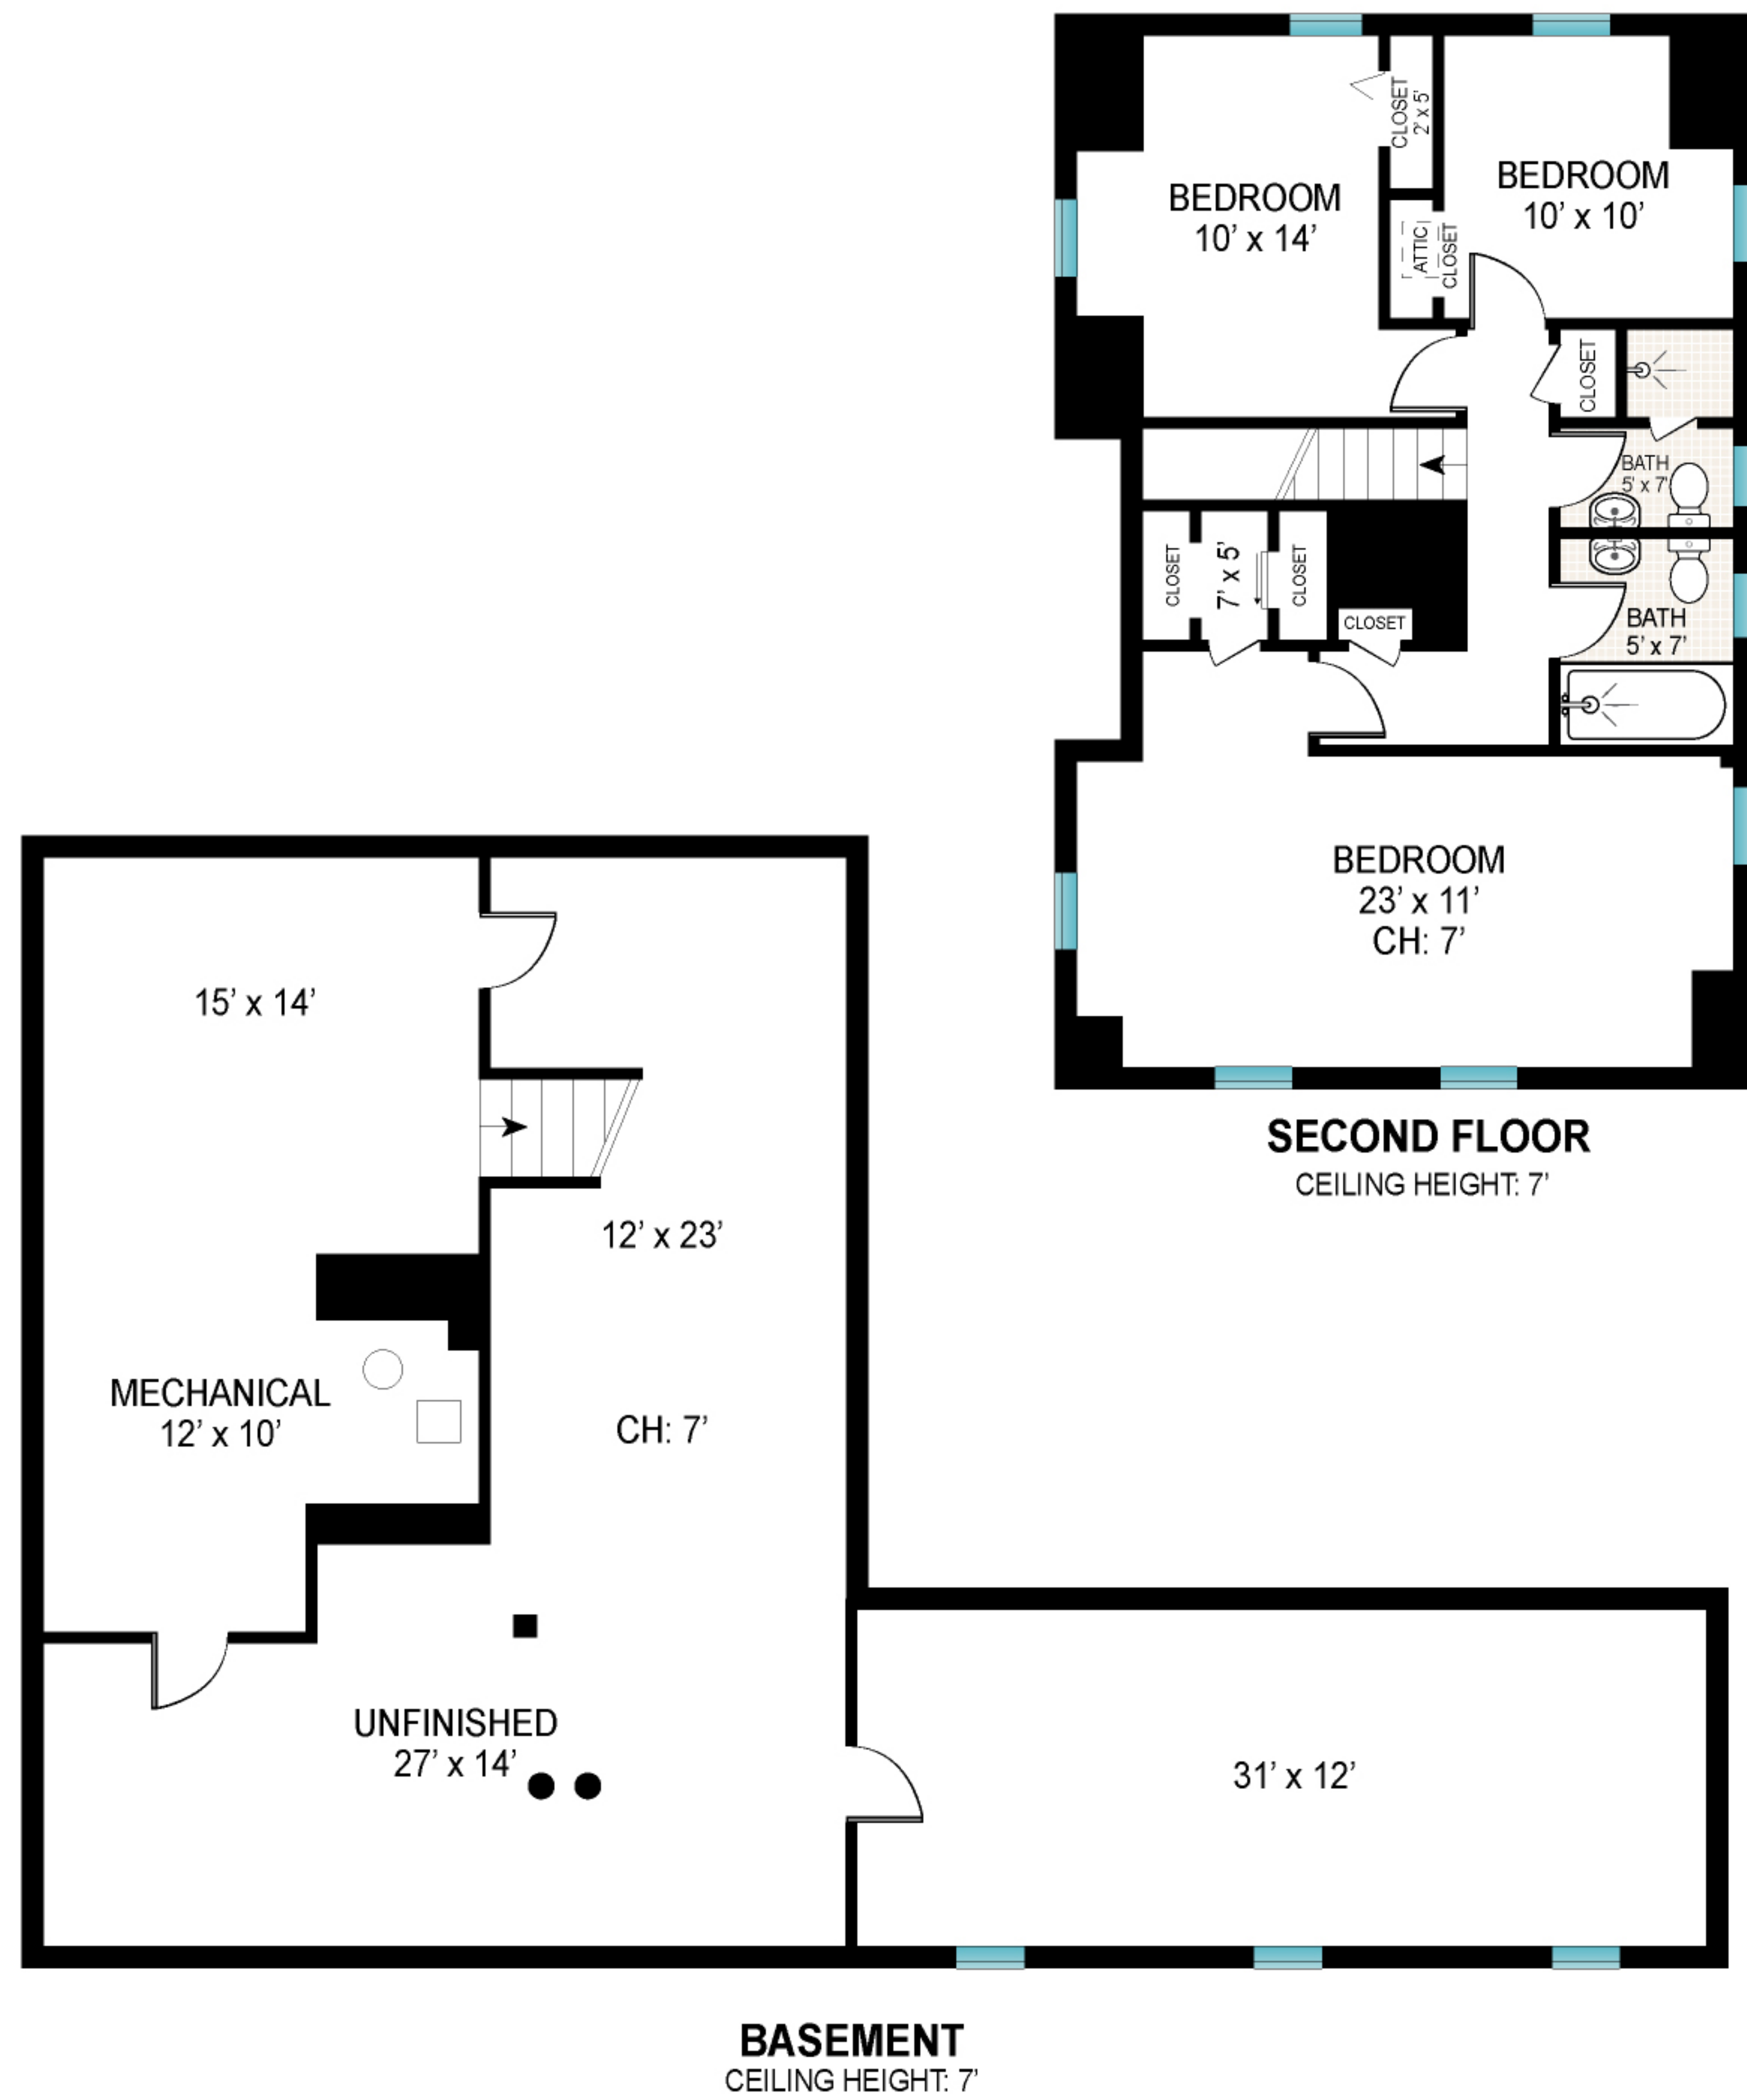 CLOSET
2' x 5'
BEDROOM
10' x 14'
BEDROOM
10' x 10'
ATTIC
CLOSET
CLOSET
BATH
5' x 7'
CLOSET
7' x 5'
CLOSET
CLOSET
BATH
5' x 7'
BEDROOM
23' x 11'
CH: 7'
SECOND FLOOR
CEILING HEIGHT: 7'
15' x 14'
12' x 23'
MECHANICAL
12' x 10'
CH: 7'
UNFINISHED
27' x 14'
31' x 12'
BASEMENT
CEILING HEIGHT: 7'